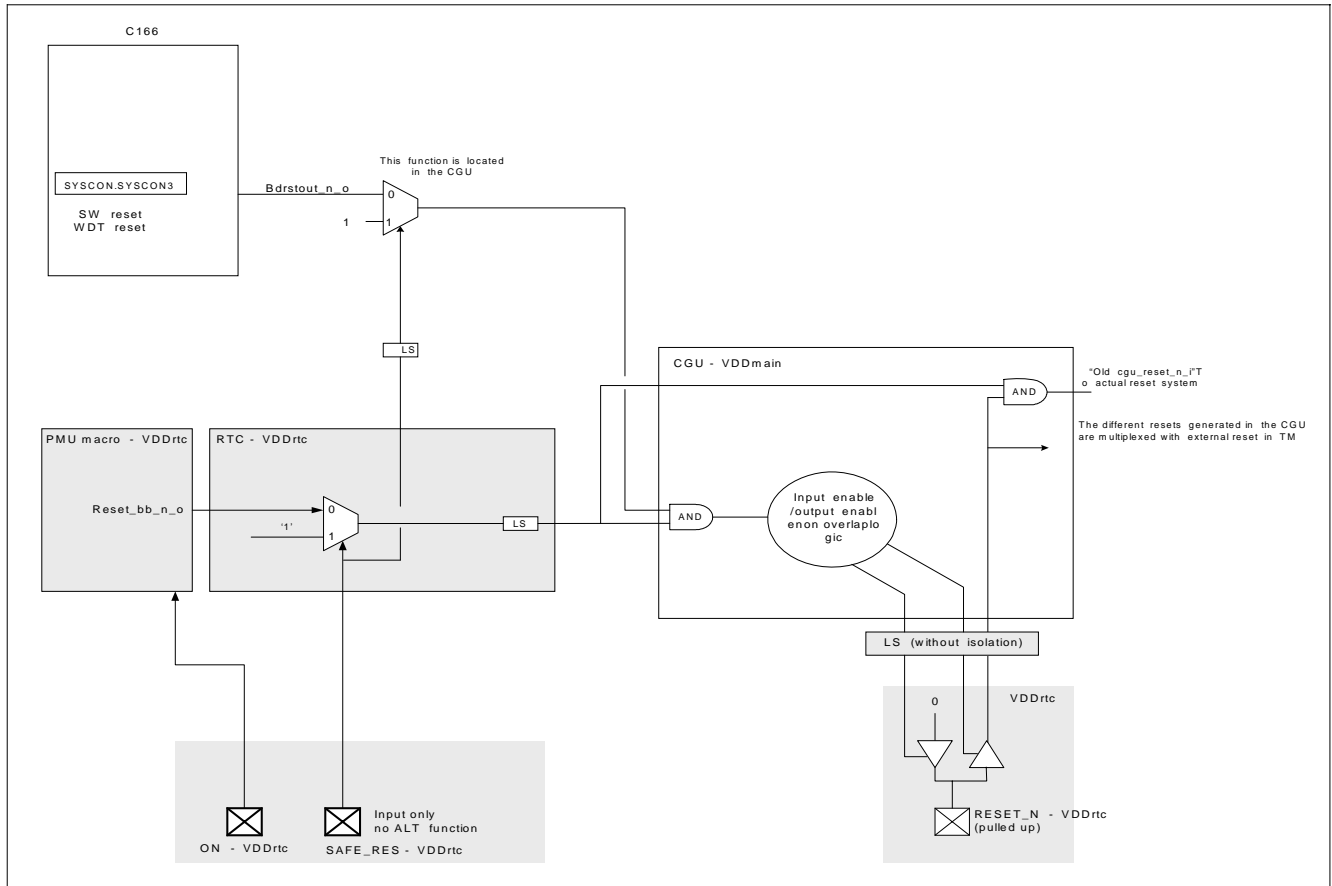 C166
SYSCON.SYSCON3
SW reset
WDT reset
Bdrstout_n_o
This function is located
in the CGU
0
1
1
LS
CGU - VDDmain
AND
"Old cgu_reset_n_i"T
o actual reset system
The different resets generated in the CGU
are multiplexed with external reset in TM
PMU macro - VDDrtc
Reset_bb_n_o
RTC - VDDrtc
0
'1'
1
LS
AND
Input enable
/output enabl
enon overlaplo
gic
LS (without isolation)
VDDrtc
0
RESET_N - VDDrtc
(pulled up)
ON - VDDrtc
Input only
no ALT function
SAFE_RES - VDDrtc